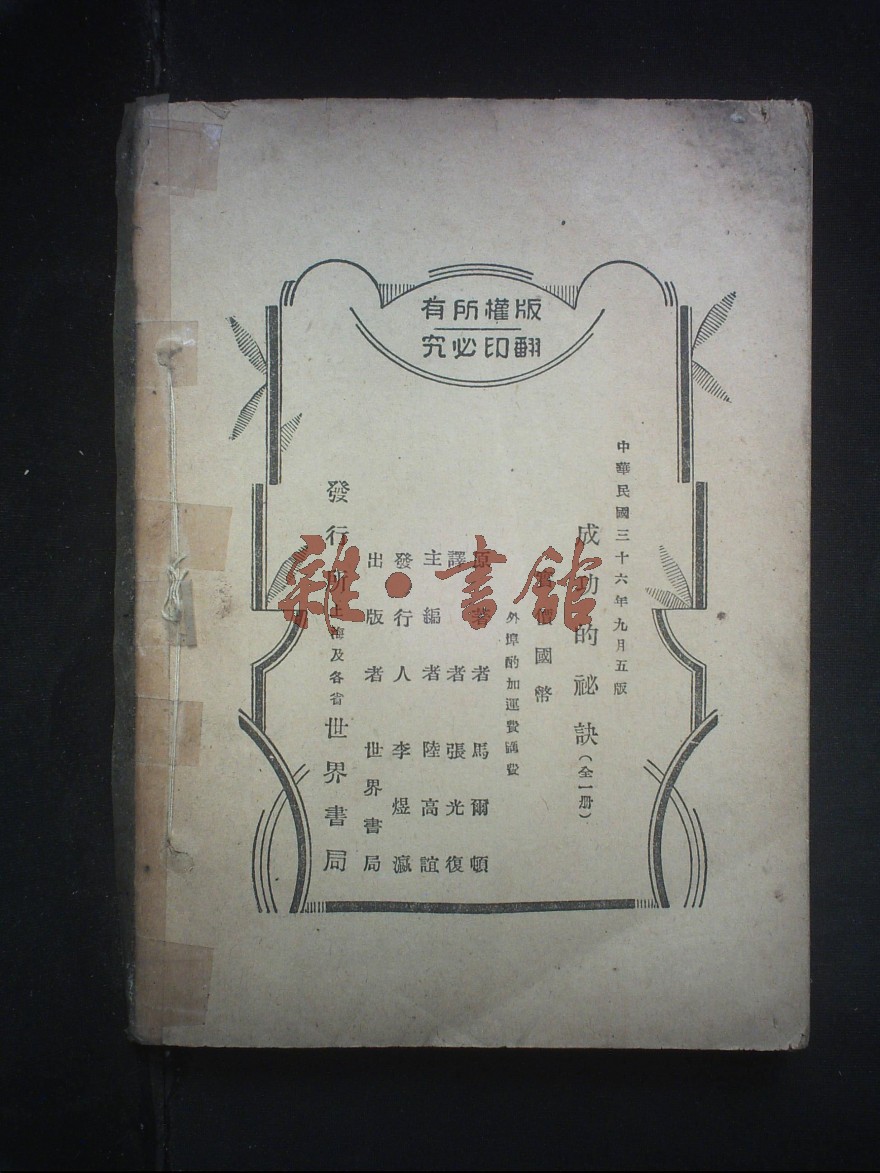 版權所有
翻印必究
中華民國三十六年九月五版
成功的祕訣(全一册)
價國幣
外埠酌加運費匯費
原著者 馬爾頓
譯者 張光復
主編者 陸高誼
發行人 李煜瀛
出版者 世界書局
發行所 上海及各省 世界書局
雜·書館